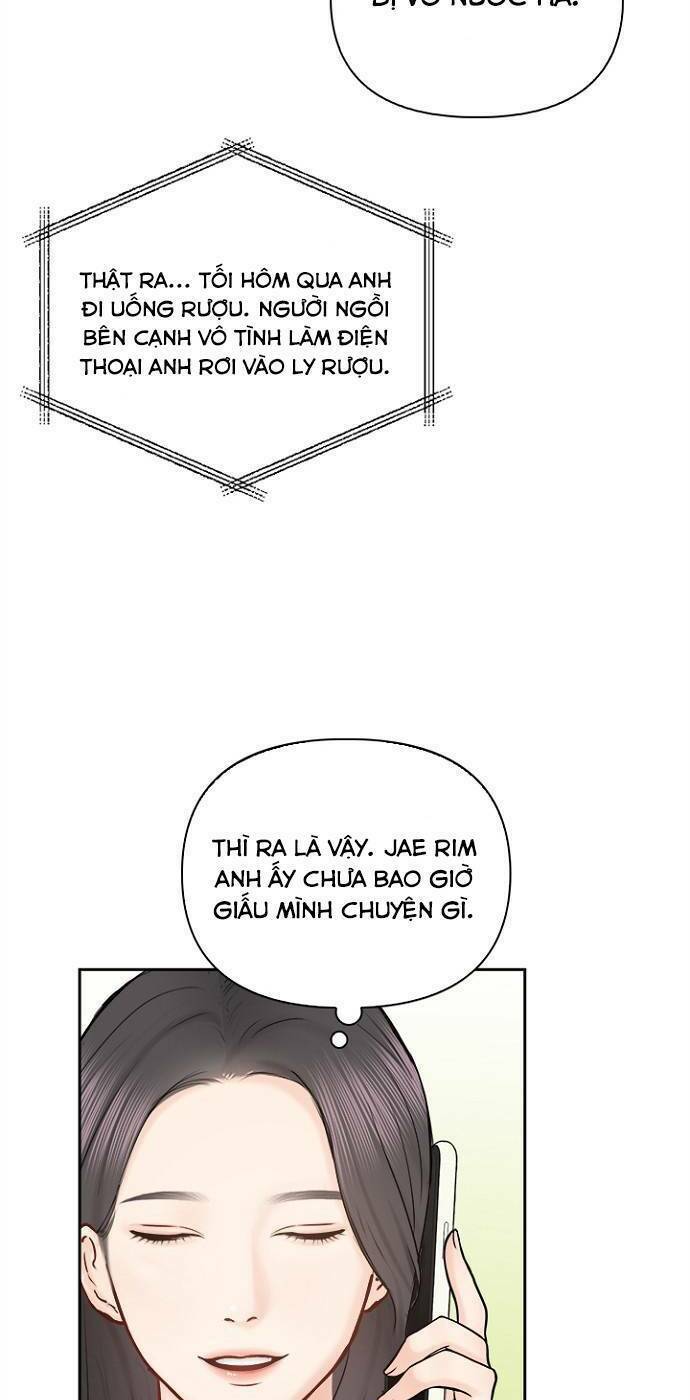 THẬT RA... TỐI HÔM QUA ANH
ĐI UỐNG RƯỢU. NGƯỜI NGỒI
BÊN CẠNH VÔ TÌNH LÀM ĐIỆN
THOẠI ANH RƠI VÀO LY RƯỢU.
THÌ RA LÀ VẬY. JAE RIM
ANH ẤY CHƯA BAO GIỜ
GIẤU MÌNH CHUYỆN GÌ.